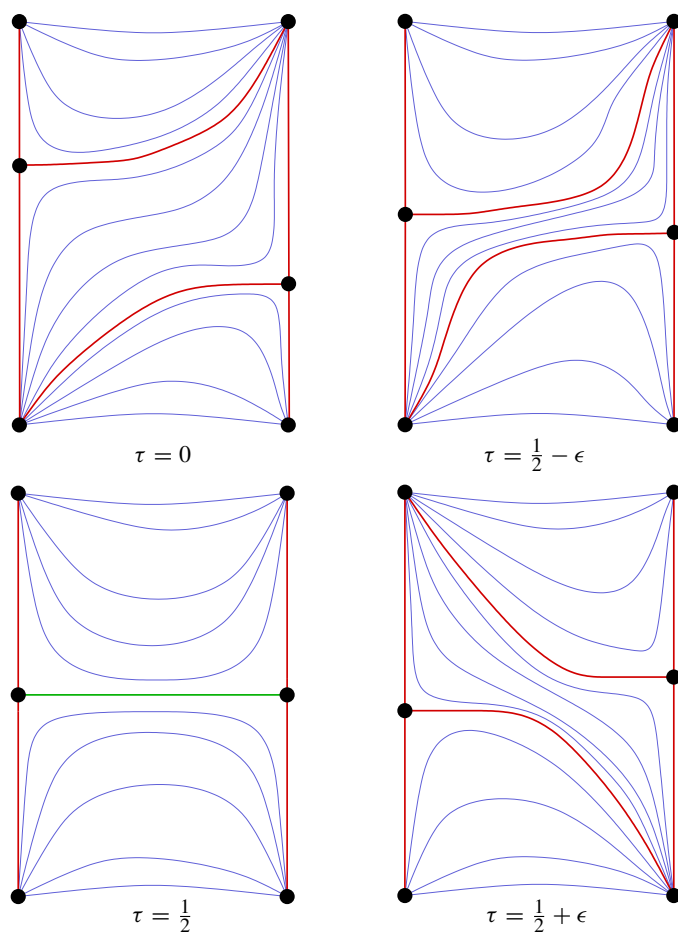 τ = 0
τ = 1/2 − ϵ
τ = 1/2
τ = 1/2 + ϵ